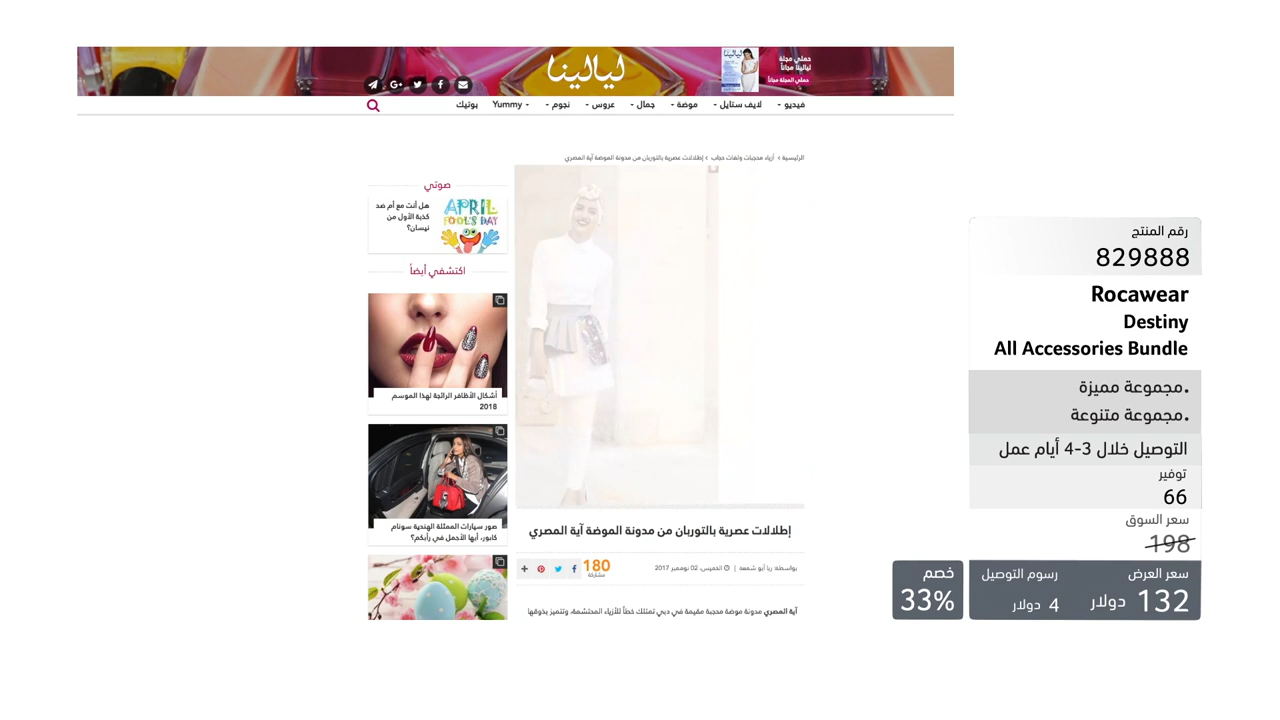 ليالينا
حملي مجلة
ليالينا مجاناً
حملي المجلة مجاناً
فيديو
لايف ستايل
موضة
جمال
عروس
نجوم
Yummy
بوتيك
الرئيسية › أزياء محجبات ولفات حجاب › إطلالات عصرية بالتوربان من مدونة الموضة آية المصري
صوتي
هل أنت مع أم ضد
كذبة الأول من
نيسان؟
APRIL
FOOL'S DAY
اكتشفي أيضاً
أشكال الأظافر الرائجة لهذا الموسم
2018
صور سيارات الممثلة الهندية سونام
كابور، أيها الأجمل في رأيكم؟
إطلالات عصرية بالتوربان من مدونة الموضة آية المصري
بواسطة: ربا أبو شمعة | الخميس، 02 نوفمبر 2017
180
مشاركة
آية المصري مدونة موضة محجبة مقيمة في دبي تمتلك خطاً للأزياء المحتشمة، وتتميز بذوقها
رقم المنتج
829888
Rocawear
Destiny
All Accessories Bundle
.مجموعة مميزة
.مجموعة متنوعة
التوصيل خلال 3-4 أيام عمل
توفير
66
سعر السوق
198
سعر العرض
132 دولار
رسوم التوصيل
4 دولار
خصم
33%